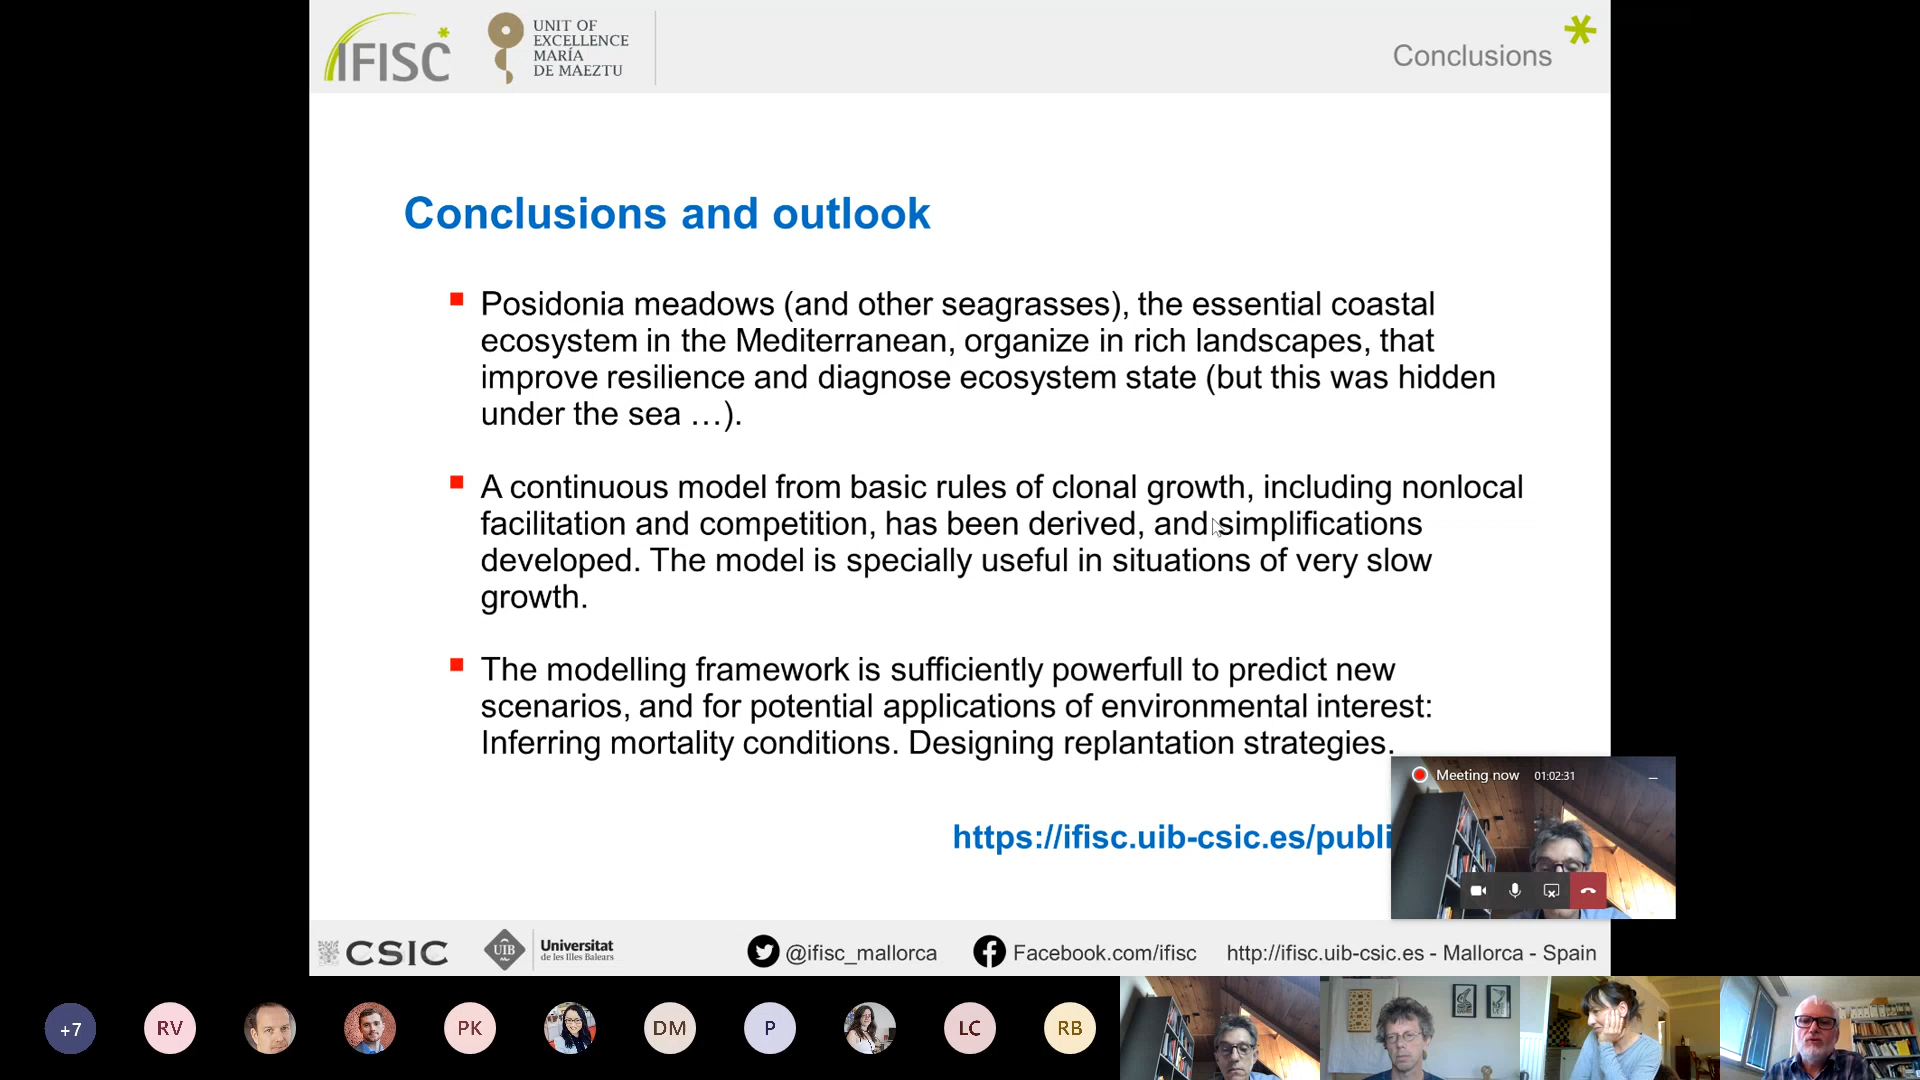 IFISC
UNIT OF
EXCELLENCE
MARÍA
DE MAEZTU
Conclusions
Conclusions and outlook
Posidonia meadows (and other seagrasses), the essential coastal
ecosystem in the Mediterranean, organize in rich landscapes, that
improve resilience and diagnose ecosystem state (but this was hidden
under the sea …).
A continuous model from basic rules of clonal growth, including nonlocal
facilitation and competition, has been derived, and simplifications
developed. The model is specially useful in situations of very slow
growth.
The modelling framework is sufficiently powerfull to predict new
scenarios, and for potential applications of environmental interest:
Inferring mortality conditions. Designing replantation strategies.
Meeting now 01:02:31
https://ifisc.uib-csic.es/publi
CSIC
UIB
Universitat
de les Illes Balears
@ifisc_mallorca
Facebook.com/ifisc
http://ifisc.uib-csic.es - Mallorca - Spain
+7
RV
PK
DM
P
LC
RB